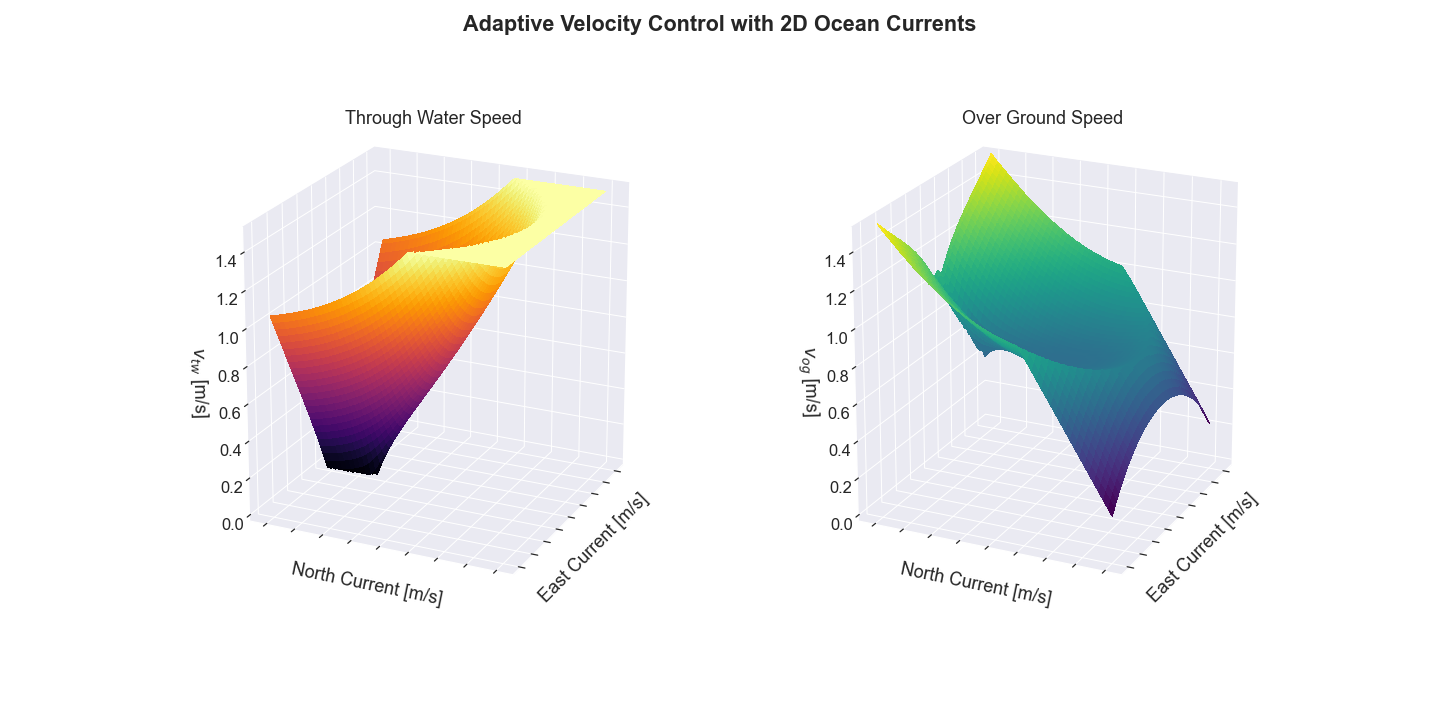 Adaptive Velocity Control with 2D Ocean Currents
Through Water Speed
1.4
1.2
1.0
0.8
0.6
0.4
0.2
0.0
v_tw [m/s]
North Current [m/s]
East Current [m/s]
Over Ground Speed
1.4
1.2
1.0
0.8
0.6
0.4
0.2
0.0
v_og [m/s]
North Current [m/s]
East Current [m/s]